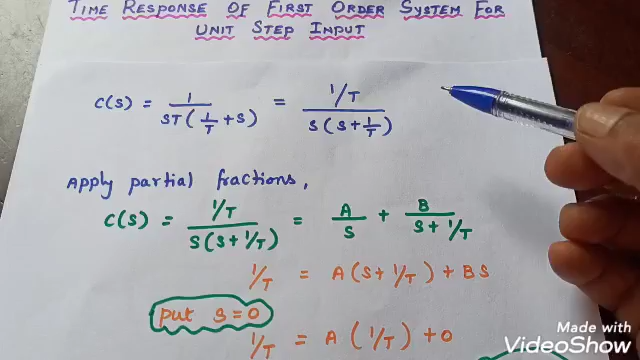 TIME RESPONSE OF FIRST ORDER SYSTEM FOR
UNIT STEP INPUT
C(S) = 1 / ST(1/T + S) = 1/T / S(S + 1/T)
Apply partial fractions,
C(S) = 1/T / S(S + 1/T) = A/S + B / S + 1/T
1/T = A(S + 1/T) + BS
put S = 0
1/T = A(1/T) + 0
Made with
VideoShow